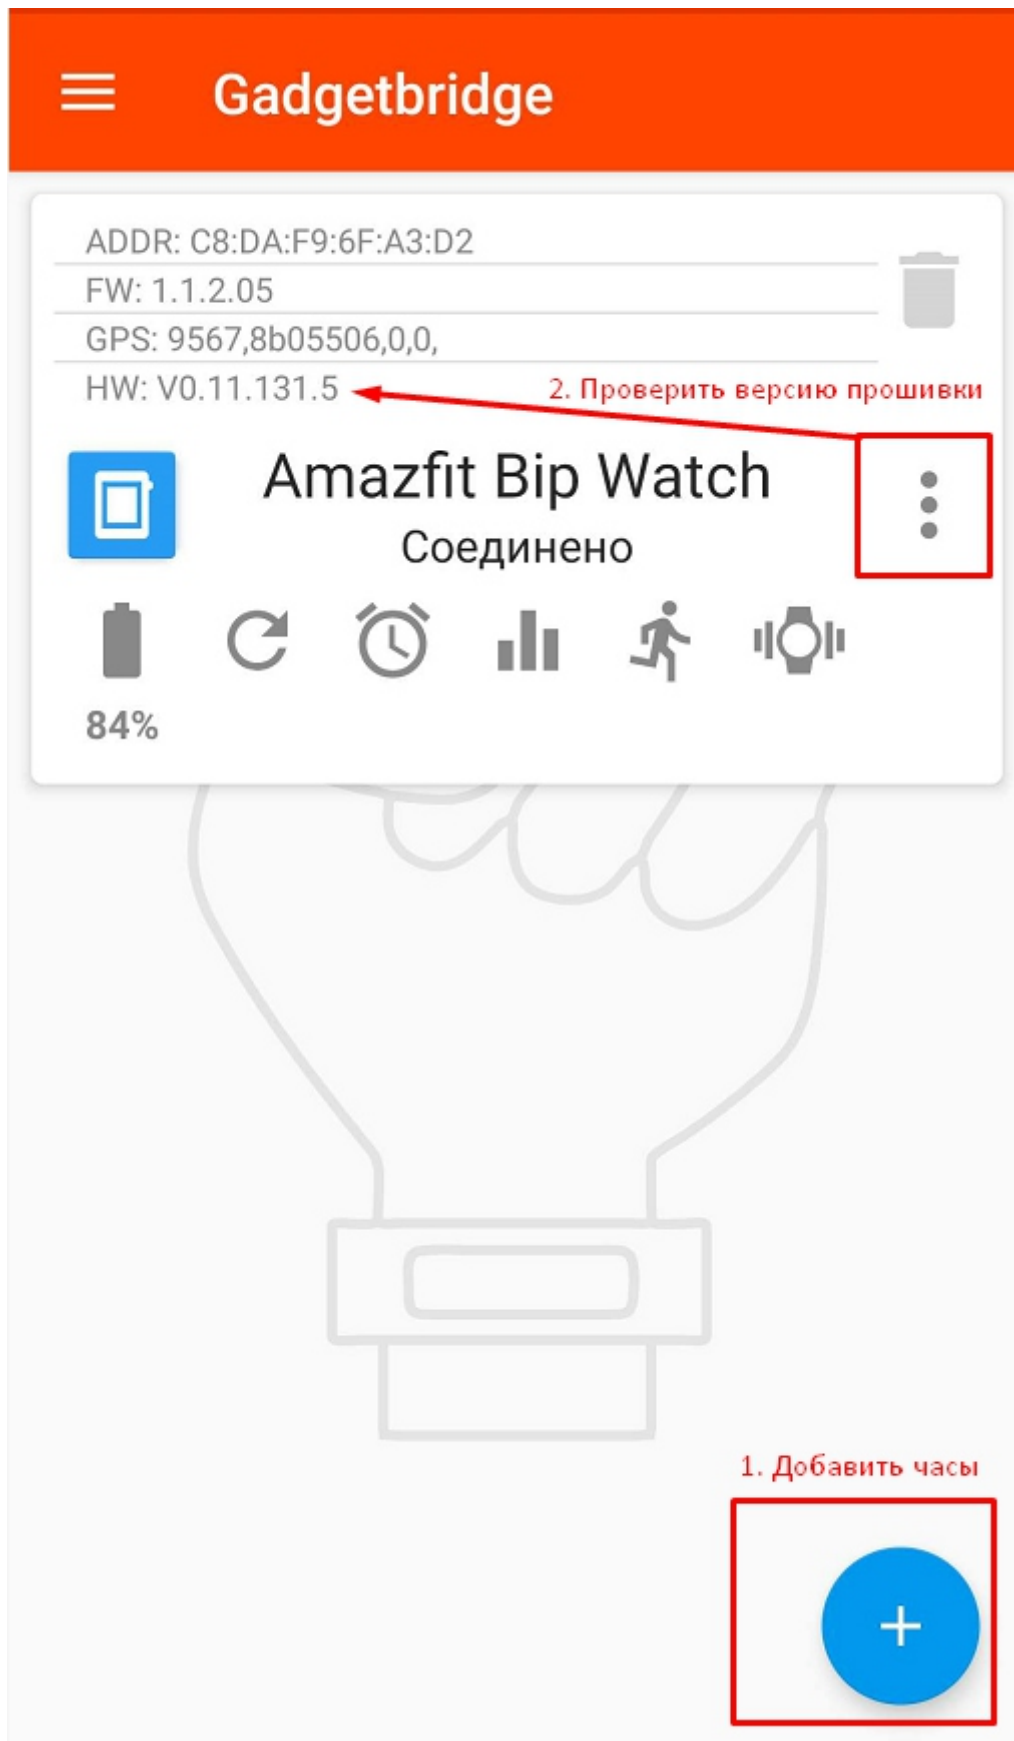 Gadgetbridge
ADDR: C8:DA:F9:6F:A3:D2
FW: 1.1.2.05
GPS: 9567,8b05506,0,0,
HW: V0.11.131.5
2. Проверить версию прошивки
Amazfit Bip Watch
Соединено
84%
1. Добавить часы